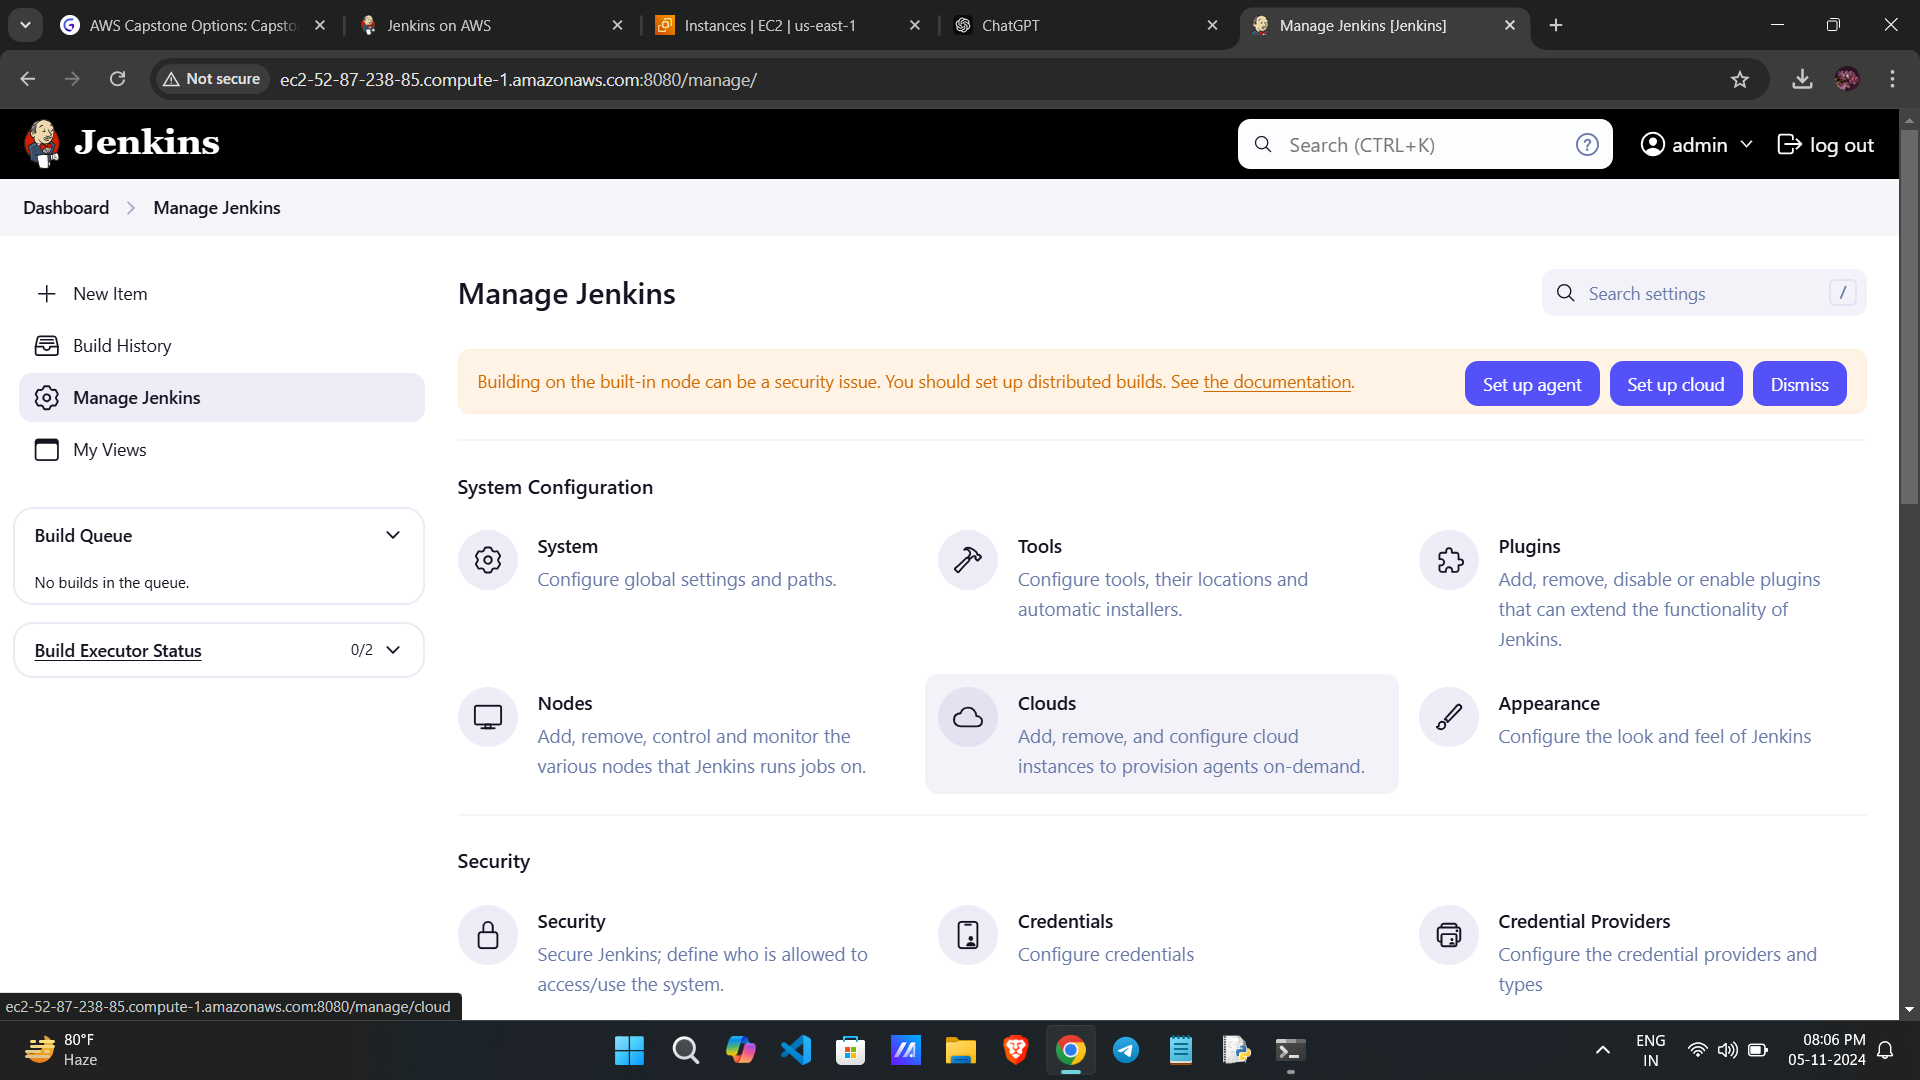 AWS Capstone Options: Capsto
Jenkins on AWS
Instances | EC2 | us-east-1
ChatGPT
Manage Jenkins [Jenkins]
Not secure
ec2-52-87-238-85.compute-1.amazonaws.com:8080/manage/
Jenkins
Search (CTRL+K)
?
admin
log out
Dashboard
Manage Jenkins
New Item
Build History
Manage Jenkins
My Views
Build Queue
No builds in the queue.
Build Executor Status
0/2
Manage Jenkins
Search settings
/
Building on the built-in node can be a security issue. You should set up distributed builds. See the documentation.
Set up agent
Set up cloud
Dismiss
System Configuration
System
Configure global settings and paths.
Tools
Configure tools, their locations and
automatic installers.
Plugins
Add, remove, disable or enable plugins
that can extend the functionality of
Jenkins.
Nodes
Add, remove, control and monitor the
various nodes that Jenkins runs jobs on.
Clouds
Add, remove, and configure cloud
instances to provision agents on-demand.
Appearance
Configure the look and feel of Jenkins
Security
Security
Secure Jenkins; define who is allowed to
access/use the system.
Credentials
Configure credentials
Credential Providers
Configure the credential providers and
types
ec2-52-87-238-85.compute-1.amazonaws.com:8080/manage/cloud
80°F
Haze
ENG
IN
08:06 PM
05-11-2024